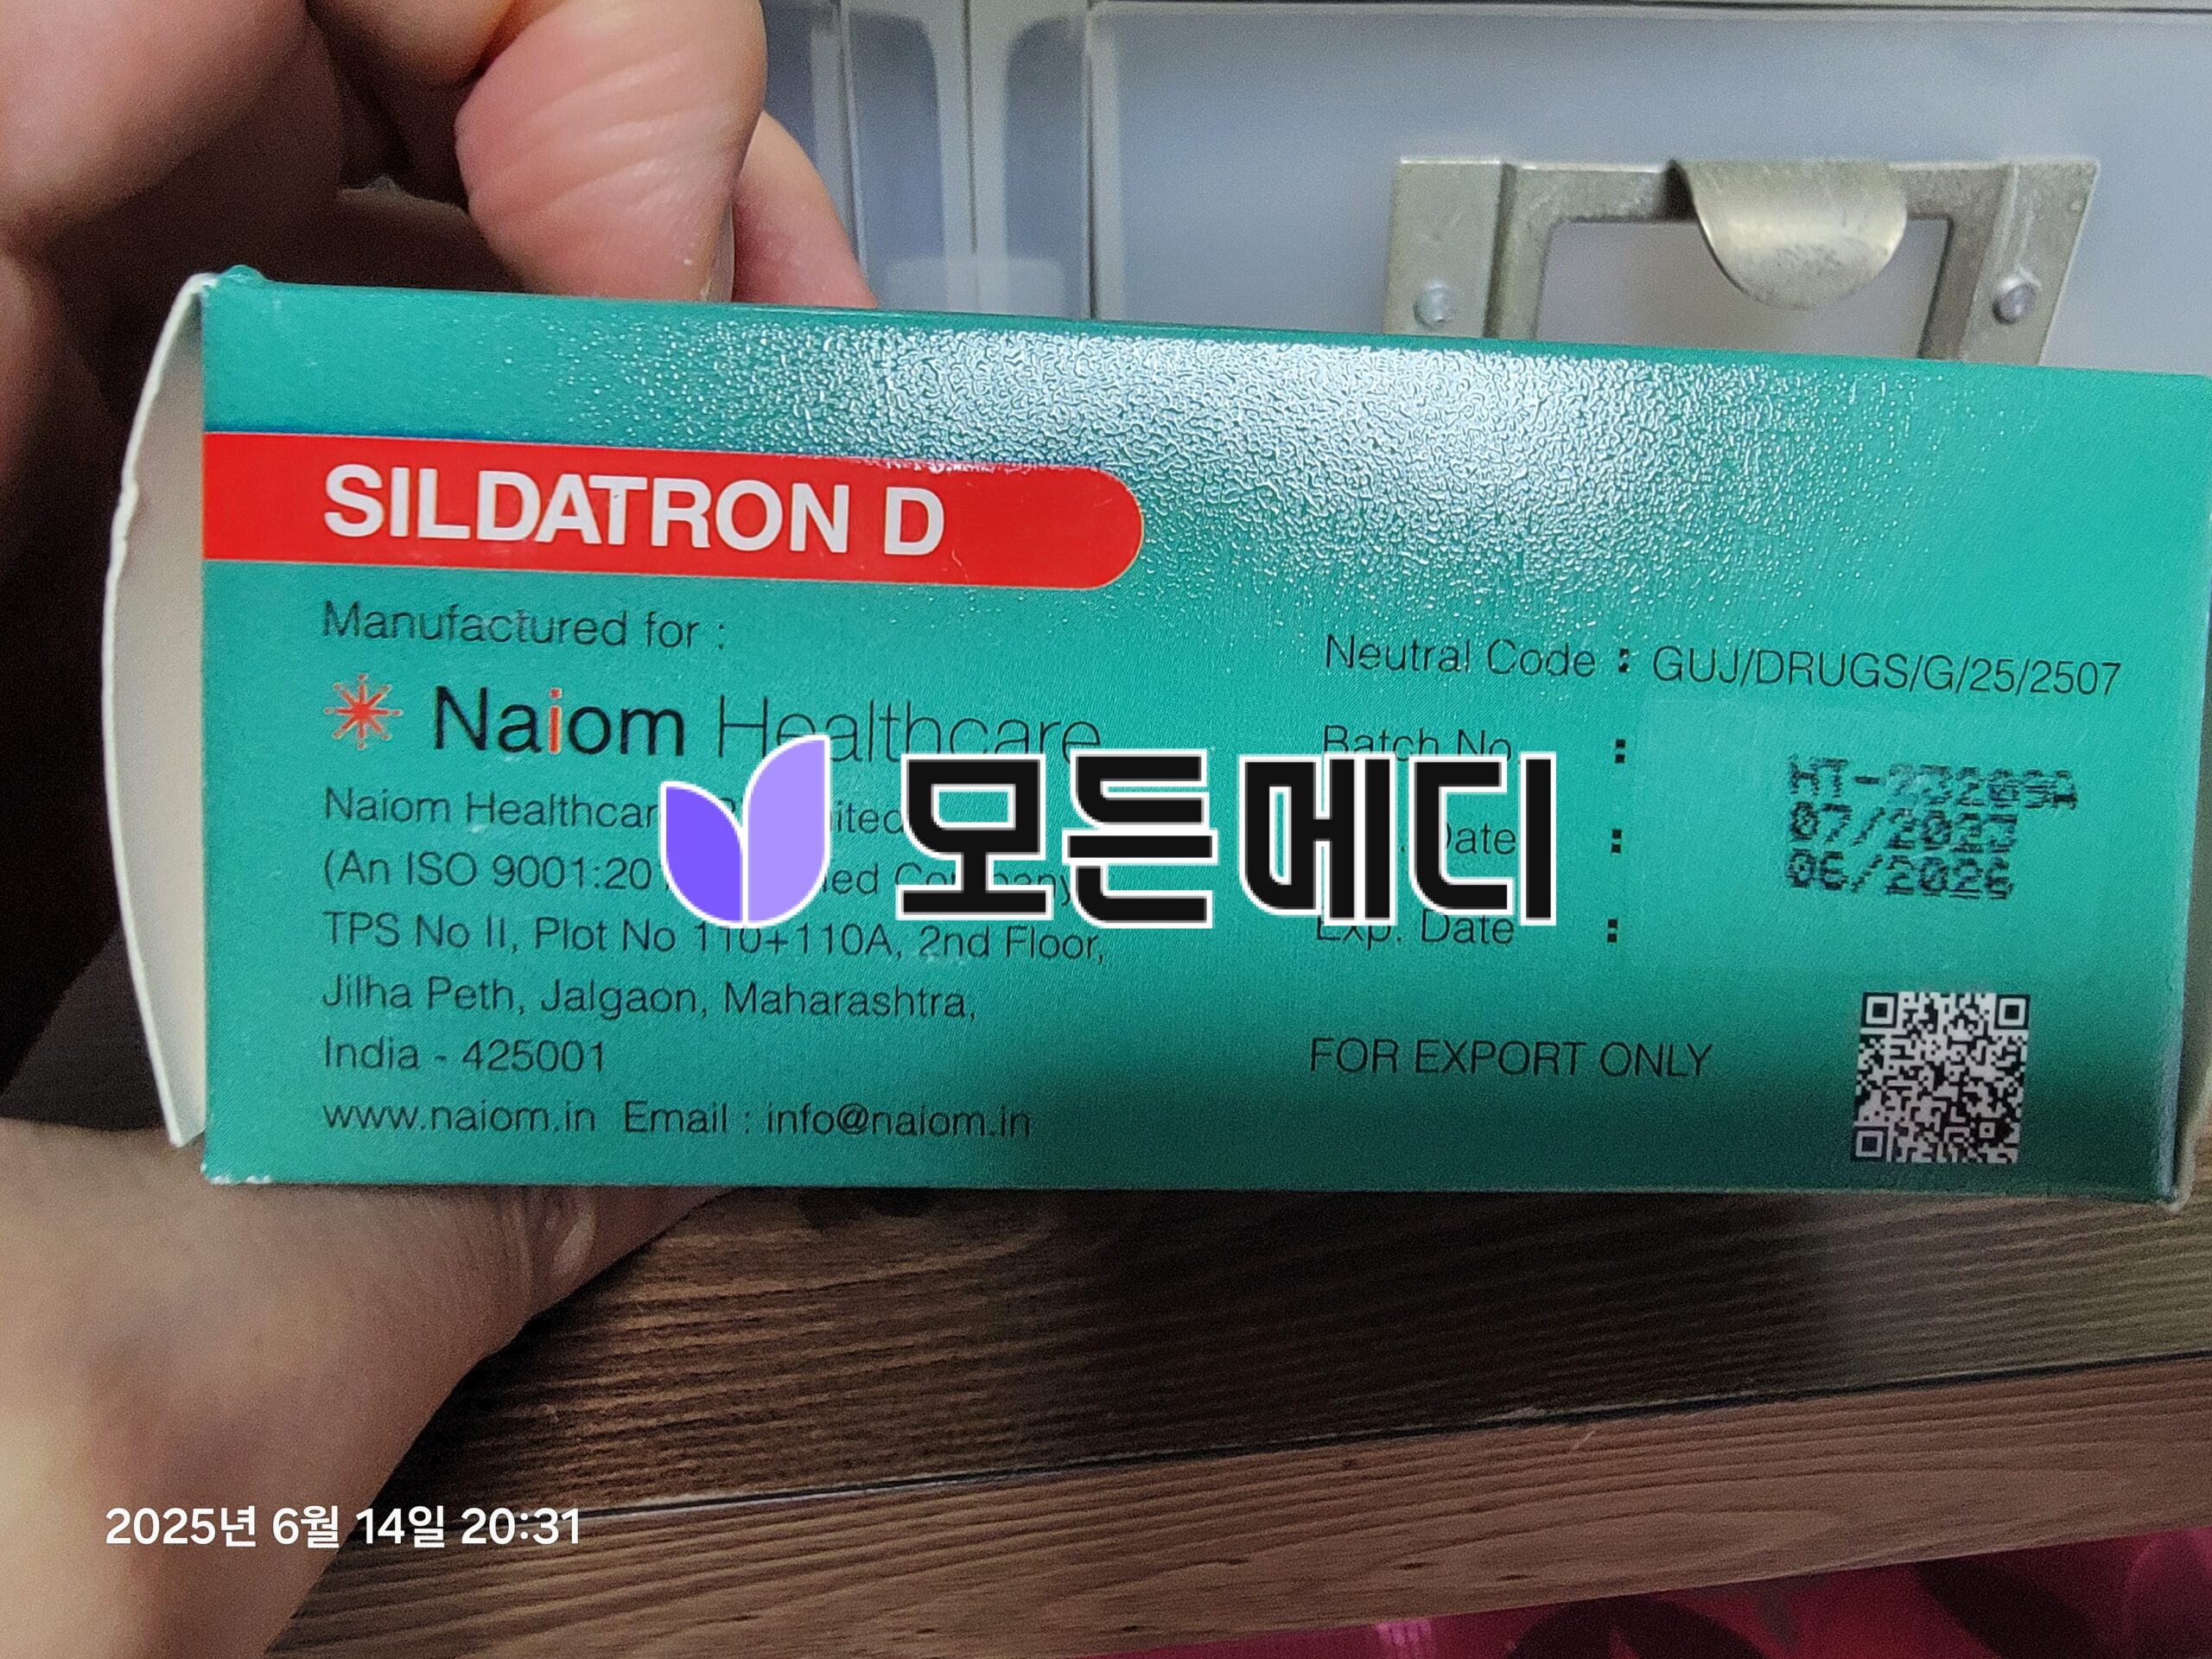 SILDATRON D
Manufactured for :
Naiom Healthcare
Naiom Healthcar
(An ISO 9001:20
TPS No II, Plot No 110+110A, 2nd Floor,
Jilha Peth, Jalgaon, Maharashtra,
India - 425001
www.naiom.in Email : info@naiom.in
Neutral Code : GUJ/DRUGS/G/25/2507
Batch No. :
Date :
Exp. Date :
07/2023
06/2026
FOR EXPORT ONLY
모든메디
2025년 6월 14일 20:31